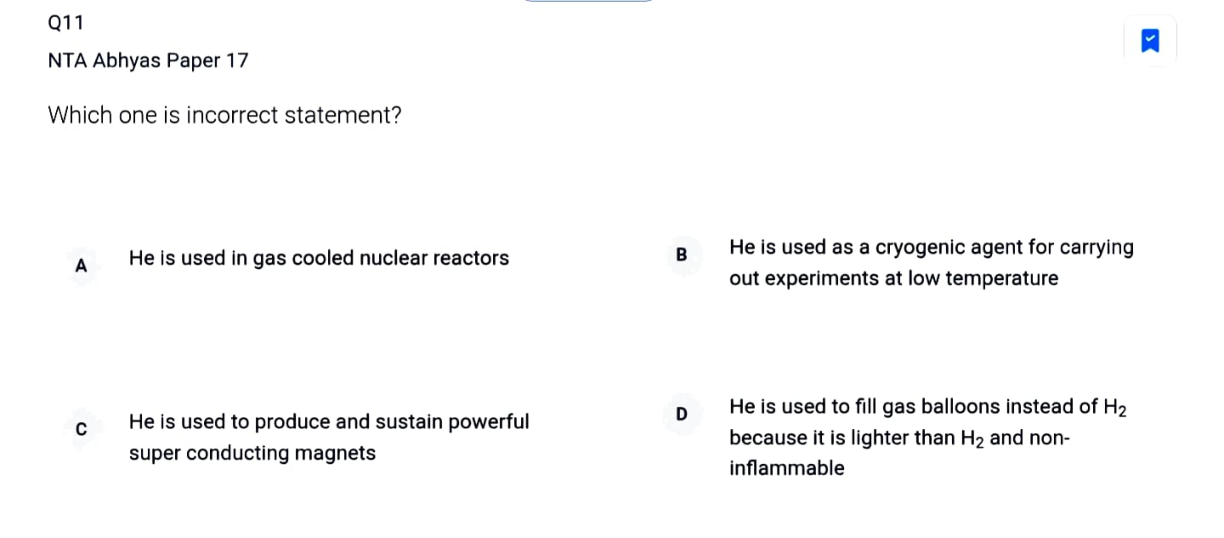 Q11
NTA Abhyas Paper 17
Which one is incorrect statement?
A
He is used in gas cooled nuclear reactors
B
He is used as a cryogenic agent for carrying
out experiments at low temperature
C
He is used to produce and sustain powerful
super conducting magnets
D
He is used to fill gas balloons instead of H₂
because it is lighter than H₂ and non-
inflammable